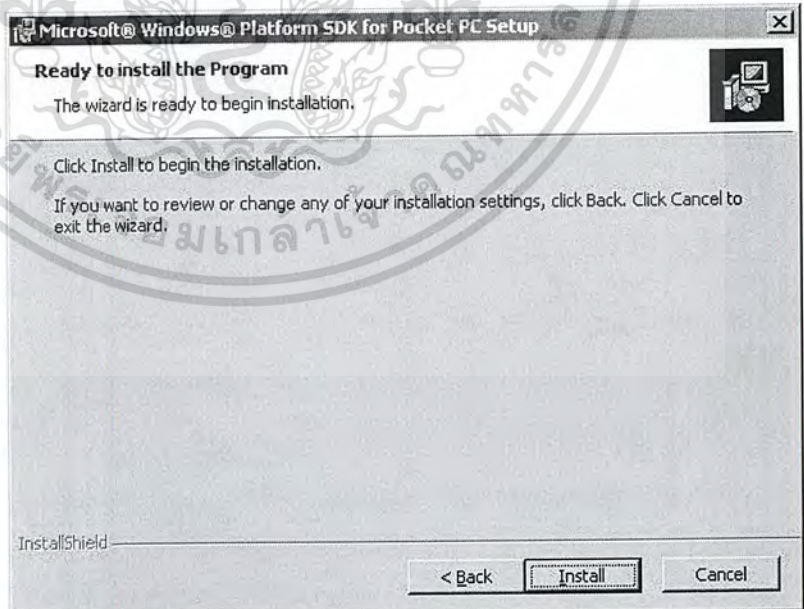 Microsoft® Windows® Platform SDK for Pocket PC Setup
Ready to install the Program
The wizard is ready to begin installation.
Click Install to begin the installation.
If you want to review or change any of your installation settings, click Back. Click Cancel to
exit the wizard.
InstallShield
< Back
Install
Cancel